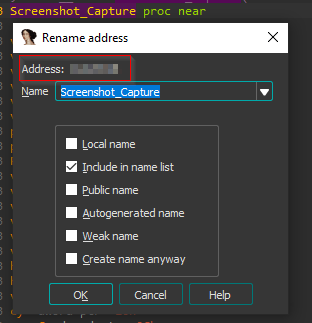 Screenshot_Capture proc near
Rename address
Address:
Name Screenshot_Capture
Local name
Include in name list
Public name
Autogenerated name
Weak name
Create name anyway
OK Cancel Help